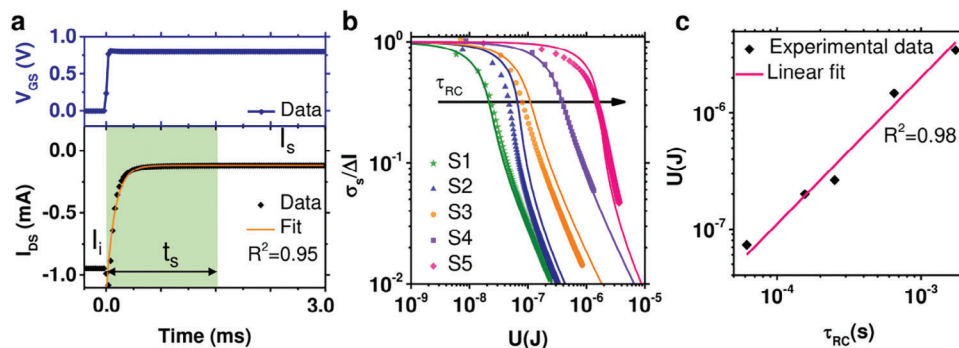 a
V_GS (V)
1.0
0.5
0.0
Data
I_DS (mA)
0.0
-0.5
-1.0
I_s
I_i
t_s
Data
Fit
R²=0.95
0.0
3.0
Time (ms)
b
σ_s/ΔI
10⁰
10⁻¹
10⁻²
τ_RC
S1
S2
S3
S4
S5
10⁻⁹ 10⁻⁸ 10⁻⁷ 10⁻⁶ 10⁻⁵
U(J)
c
U(J)
10⁻⁶
10⁻⁷
Experimental data
Linear fit
R²=0.98
10⁻⁴ 10⁻³
τ_RC(s)